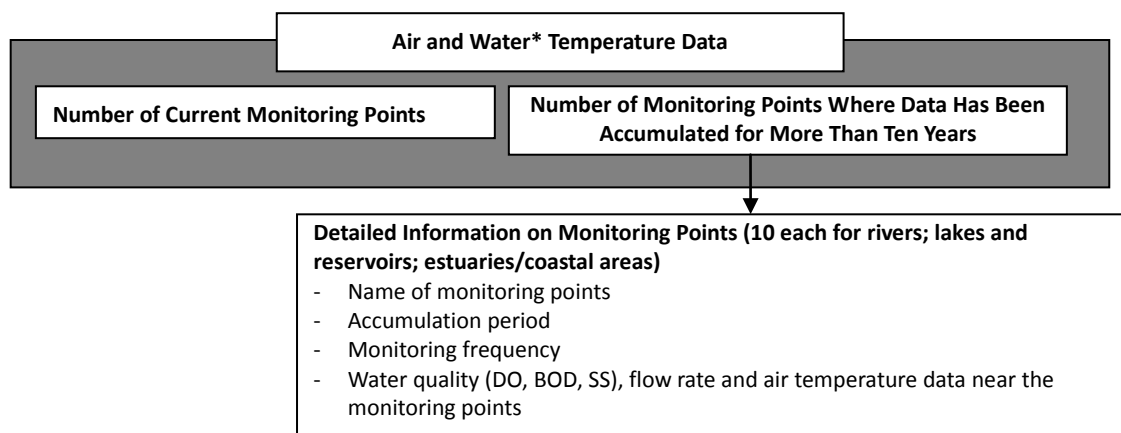 Air and Water* Temperature Data
Number of Current Monitoring Points
Number of Monitoring Points Where Data Has Been
Accumulated for More Than Ten Years
Detailed Information on Monitoring Points (10 each for rivers; lakes and
reservoirs; estuaries/coastal areas)
- Name of monitoring points
- Accumulation period
- Monitoring frequency
- Water quality (DO, BOD, SS), flow rate and air temperature data near the
monitoring points